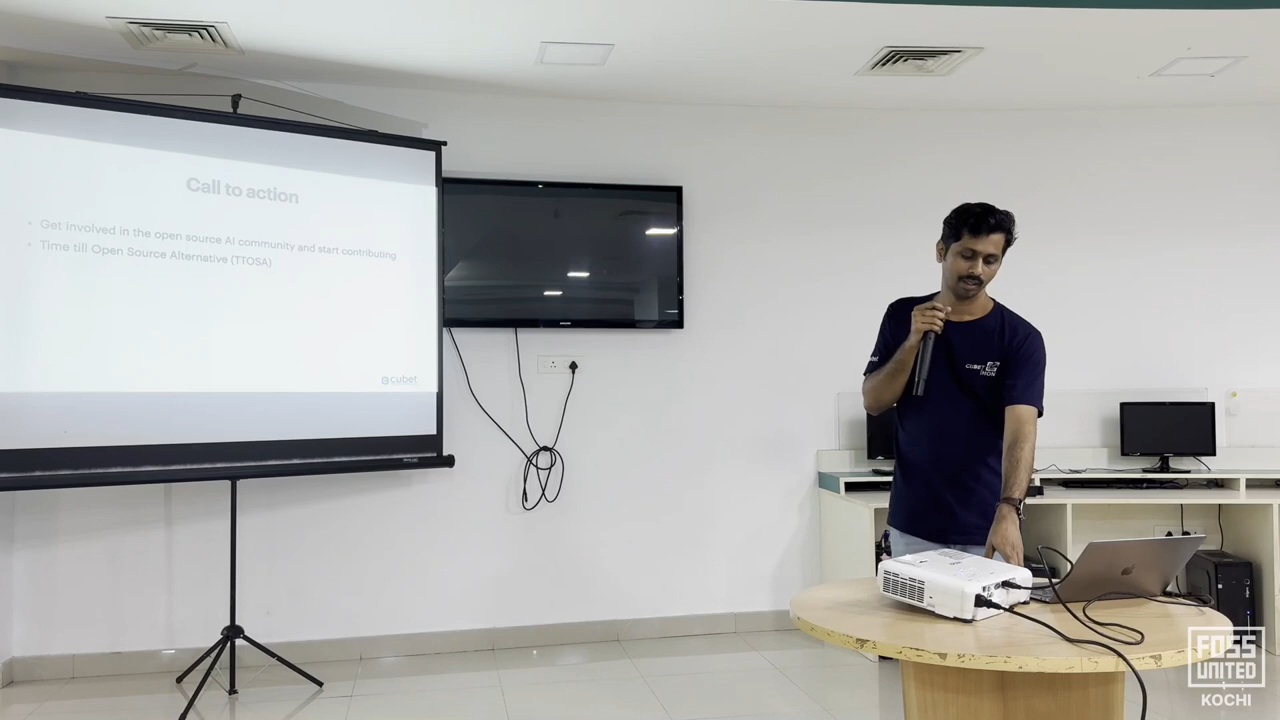 Call to action
• Get involved in the open source AI community and start contributing
• Time till Open Source Alternative (TTOSA)
cubet
CUBET
FOSS
UNITED
KOCHI